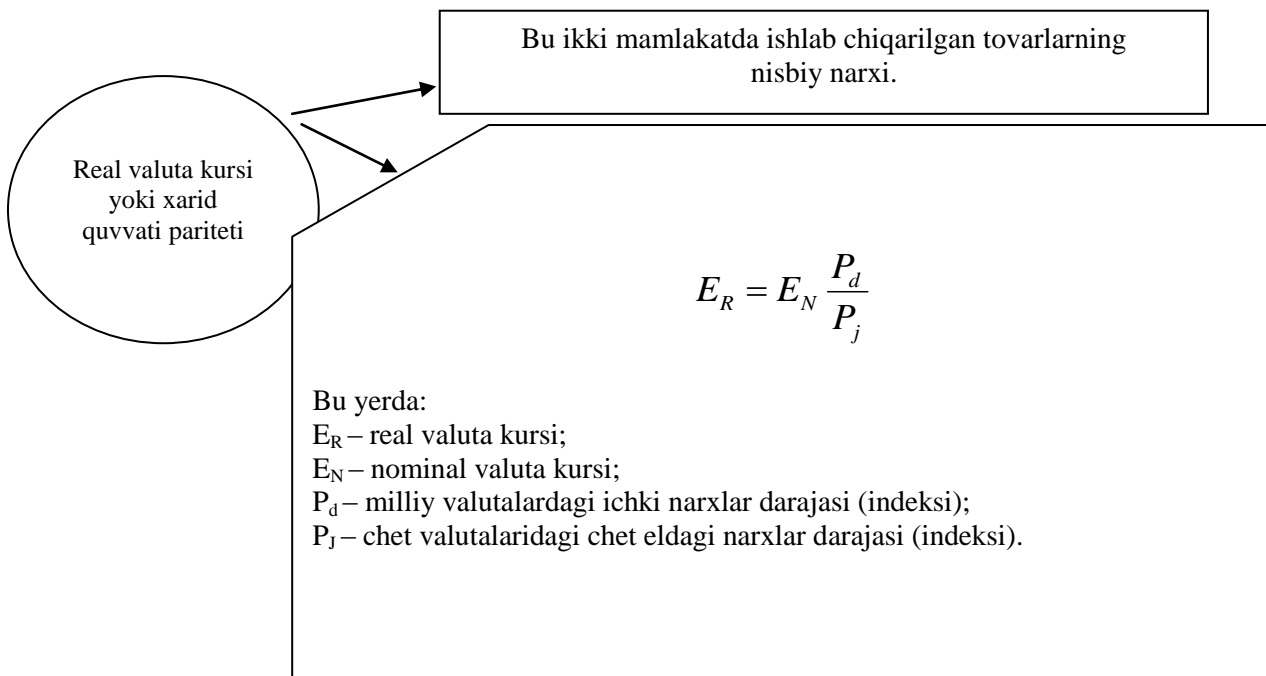 Bu ikki mamlakatda ishlab chiqarilgan tovarlarning
nisbiy narxi.
Real valuta kursi
yoki xarid
quvvati pariteti
E_R = E_N \frac{P_d}{P_j}
Bu yerda:
E_R – real valuta kursi;
E_N – nominal valuta kursi;
P_d – milliy valutalardagi ichki narxlar darajasi (indeksi);
P_J – chet valutalaridagi chet eldagi narxlar darajasi (indeksi).